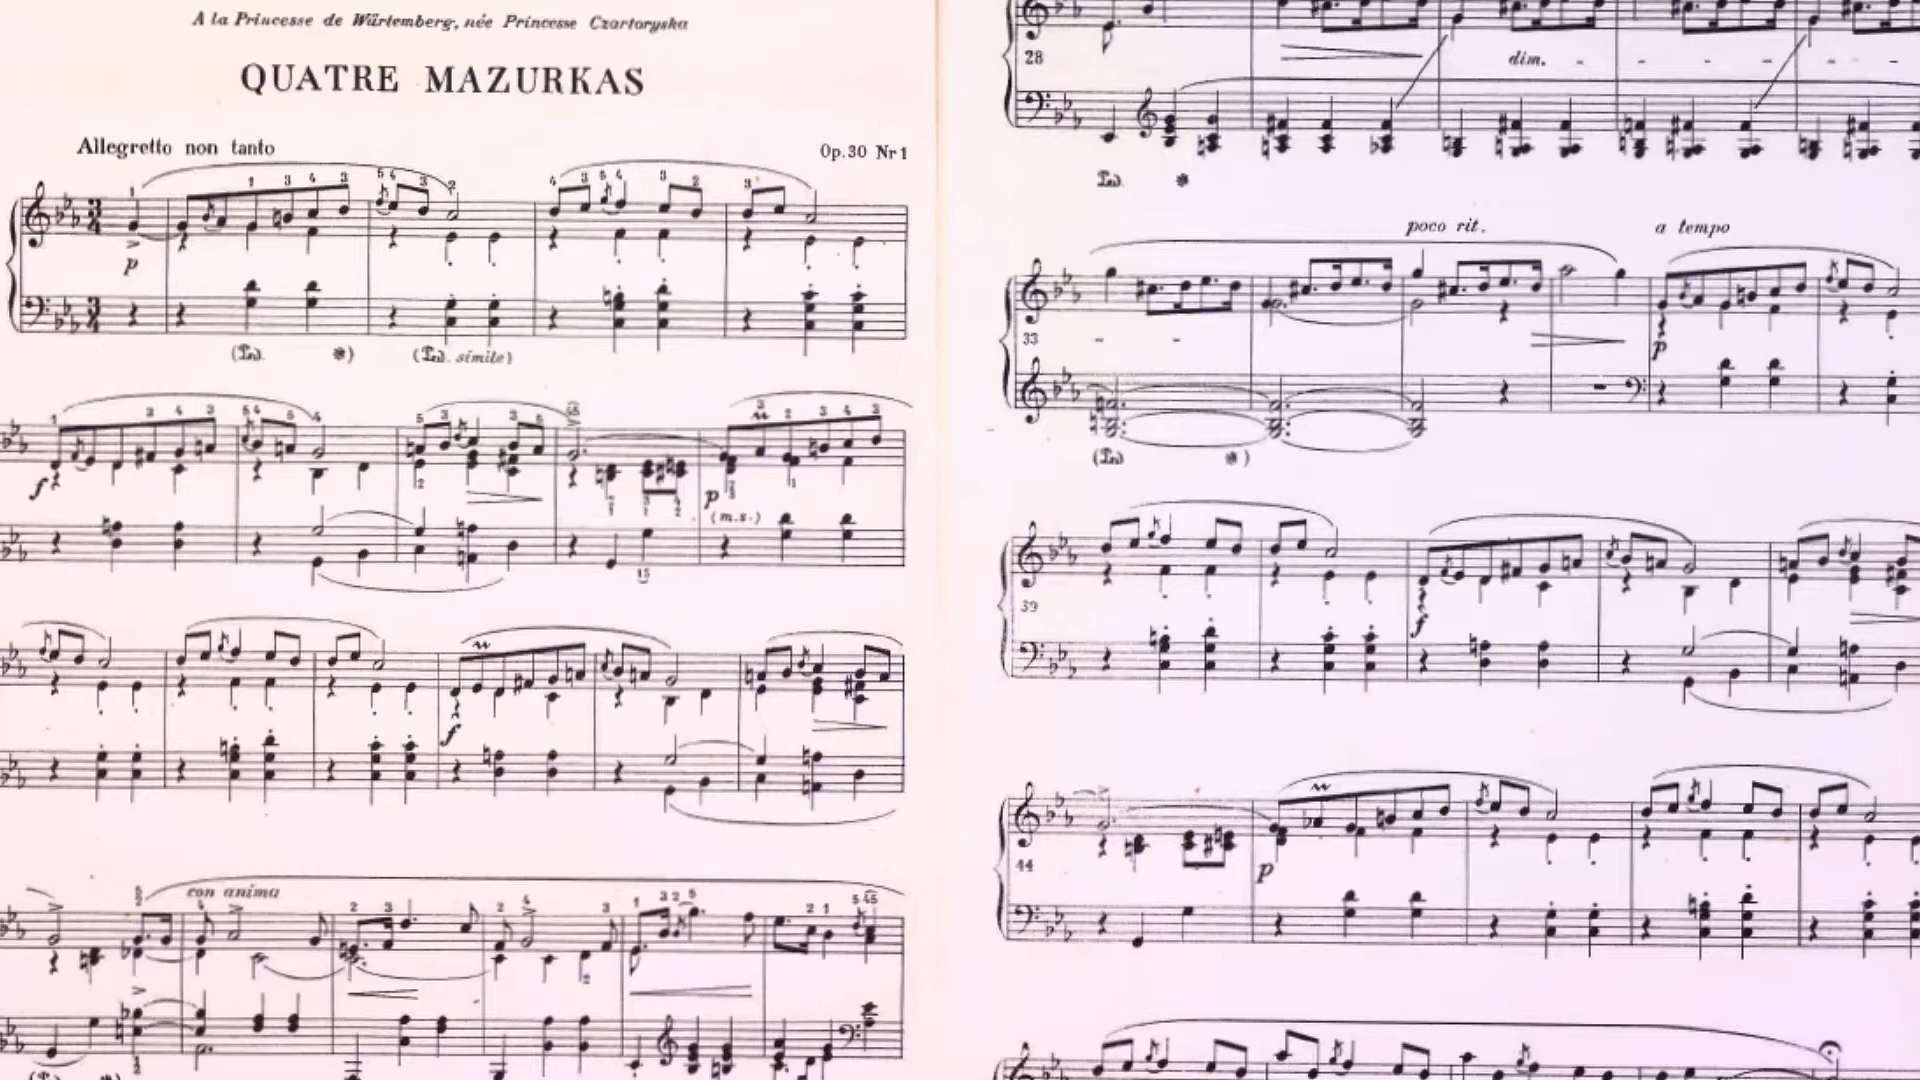 A la Princesse de Würtemberg, née Princesse Czartoryska
QUATRE MAZURKAS
Allegretto non tanto
Op. 30 Nr 1
p
(Ped. *) (Ped. simile)
f
p
(m.s.)
f
con anima
28
dim.
Ped. *
poco rit.
a tempo
33
p
(Ped *)
39
f
44
p